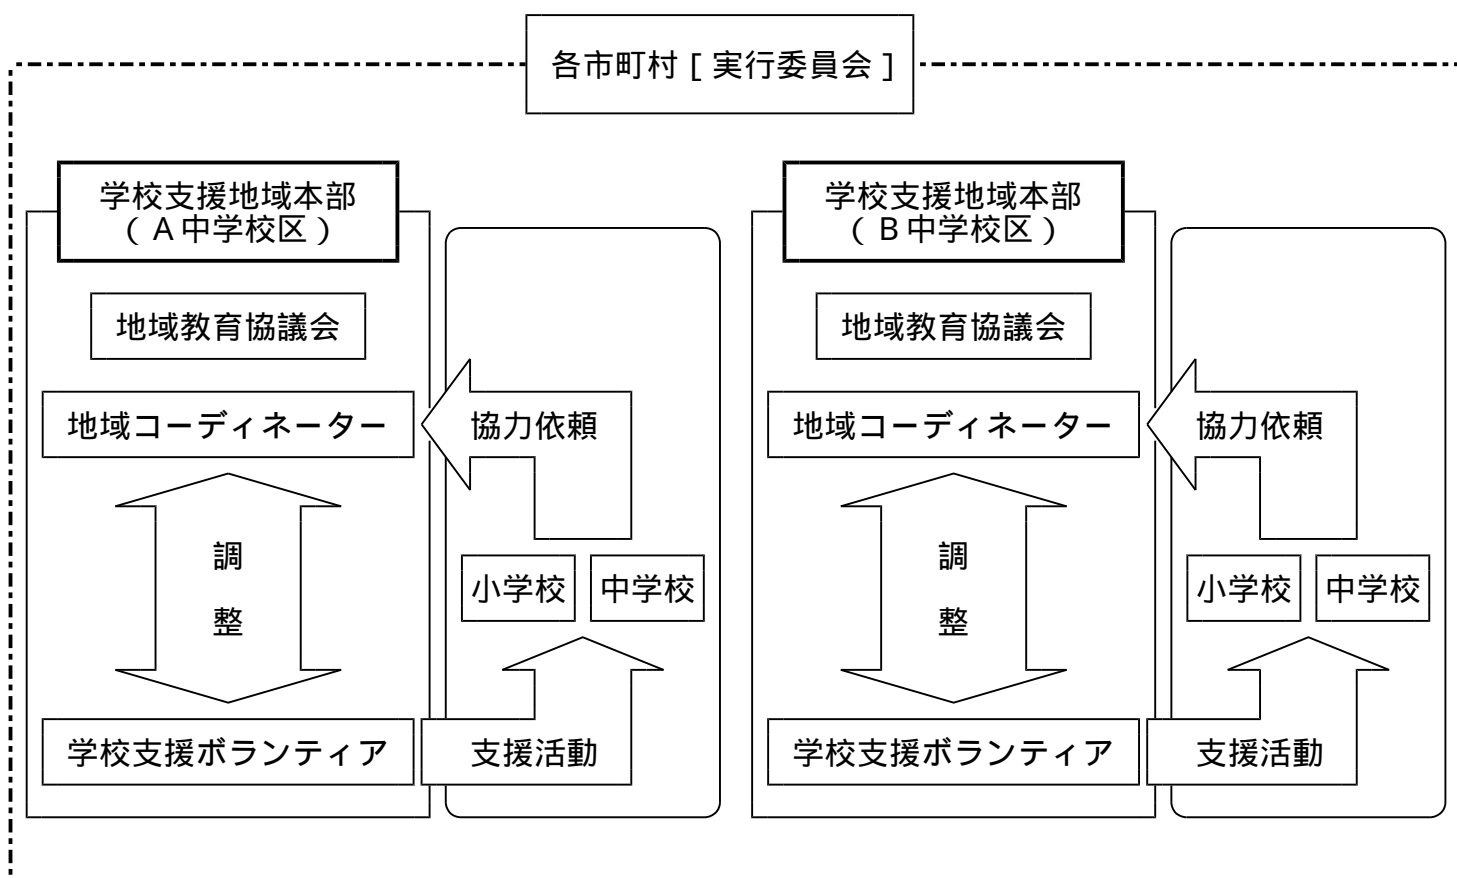 各市町村［実行委員会］
学校支援地域本部
（Ａ中学校区）
地域教育協議会
地域コーディネーター
協力依頼
調
整
小学校
中学校
学校支援ボランティア
支援活動
学校支援地域本部
（Ｂ中学校区）
地域教育協議会
地域コーディネーター
協力依頼
調
整
小学校
中学校
学校支援ボランティア
支援活動